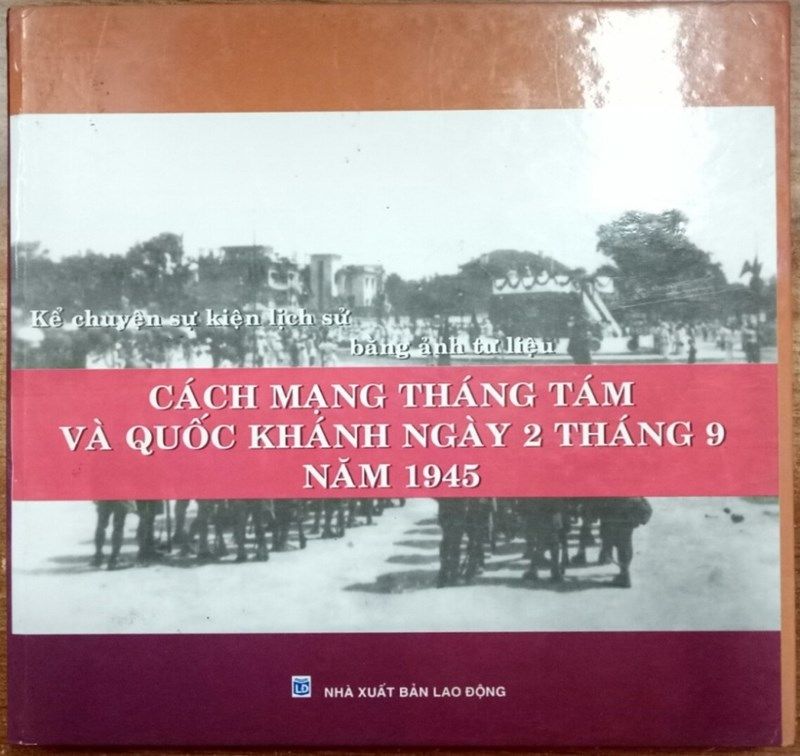 Kể chuyện sự kiện lịch sử
bằng ảnh tư liệu
CÁCH MẠNG THÁNG TÁM
VÀ QUỐC KHÁNH NGÀY 2 THÁNG 9
NĂM 1945
LĐ NHÀ XUẤT BẢN LAO ĐỘNG